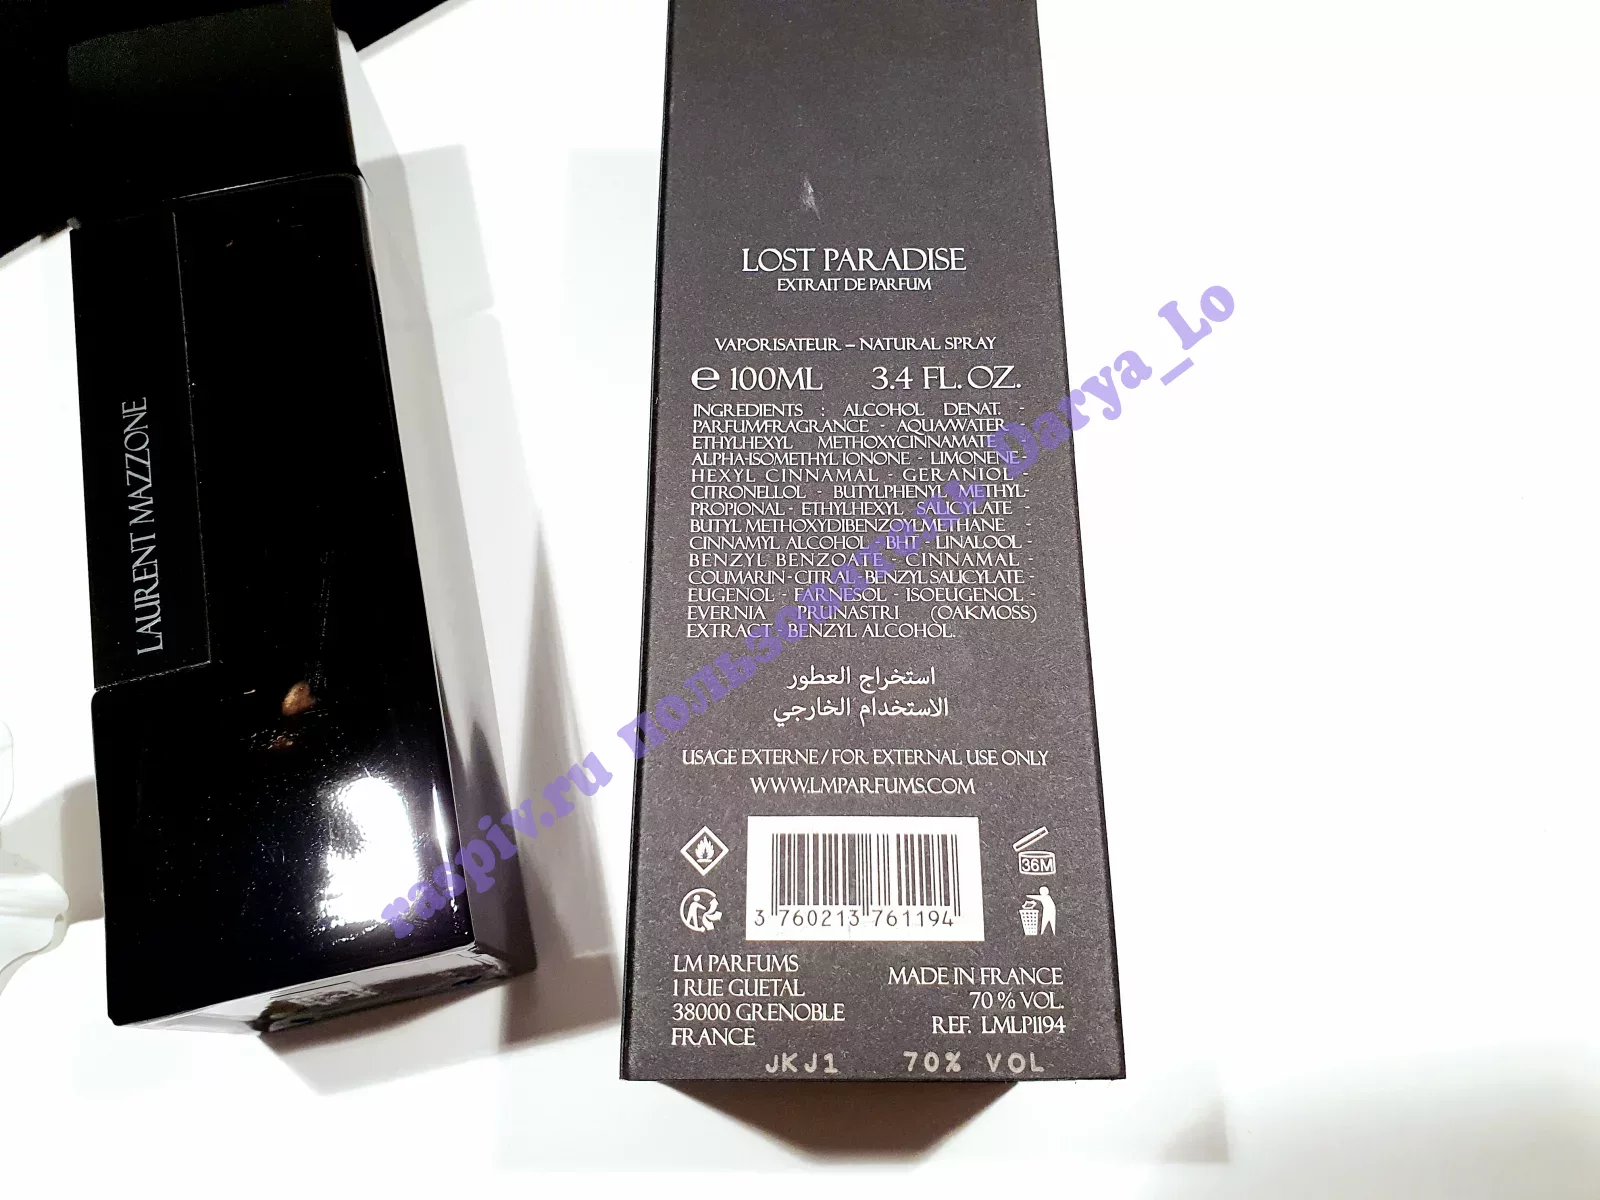 LAURENT MAZZONE
LOST PARADISE
EXTRAIT DE PARFUM
VAPORISATEUR – NATURAL SPRAY
℮ 100ML 3.4 FL. OZ.
INGREDIENTS : ALCOHOL DENAT. -
PARFUM/FRAGRANCE - AQUA/WATER -
ETHYLHEXYL METHOXYCINNAMATE -
ALPHA-ISOMETHYL IONONE - LIMONENE -
HEXYL CINNAMAL - GERANIOL -
CITRONELLOL - BUTYLPHENYL METHYL-
PROPIONAL - ETHYLHEXYL SALICYLATE -
BUTYL METHOXYDIBENZOYLMETHANE -
CINNAMYL ALCOHOL - BHT - LINALOOL -
BENZYL BENZOATE - CINNAMAL -
COUMARIN - CITRAL - BENZYL SALICYLATE -
EUGENOL - FARNESOL - ISOEUGENOL -
EVERNIA PRUNASTRI (OAKMOSS)
EXTRACT - BENZYL ALCOHOL.
استخراج العطور
الاستخدام الخارجي
USAGE EXTERNE / FOR EXTERNAL USE ONLY
WWW.LMPARFUMS.COM
36M
3 760213 761194
LM PARFUMS
1 RUE GUETAL
38000 GRENOBLE
FRANCE
MADE IN FRANCE
70 % VOL.
REF. LMLP1194
JKJ1 70% VOL
raspiv.ru пользователь Darya_Lo